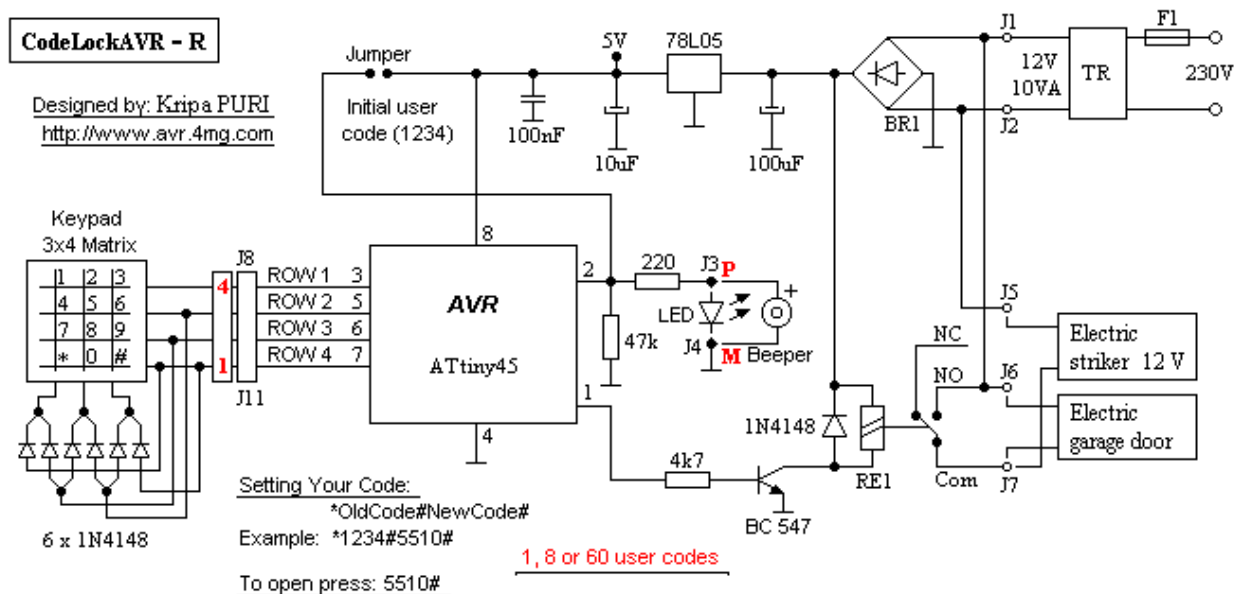 CodeLockAVR - R
Designed by: Kripa PURI
http://www.avr.4mg.com
Jumper
Initial user
code (1234)
100nF
5V
10uF
78L05
100uF
BR1
J1
12V
10VA
J2
TR
F1
230V
Keypad
3x4 Matrix
1 2 3
4 5 6
7 8 9
* 0 #
6 x 1N4148
4
1
J8
J11
ROW 1 3
ROW 2 5
ROW 3 6
ROW 4 7
8
AVR
ATtiny45
2
1
4
220
47k
J3 P
LED
J4 M
+
Beeper
4k7
BC 547
1N4148
RE1
NC
NO
Com
J5
J6
J7
Electric
striker 12 V
Electric
garage door
Setting Your Code:
*OldCode#NewCode#
Example: *1234#5510#
To open press: 5510#
1, 8 or 60 user codes